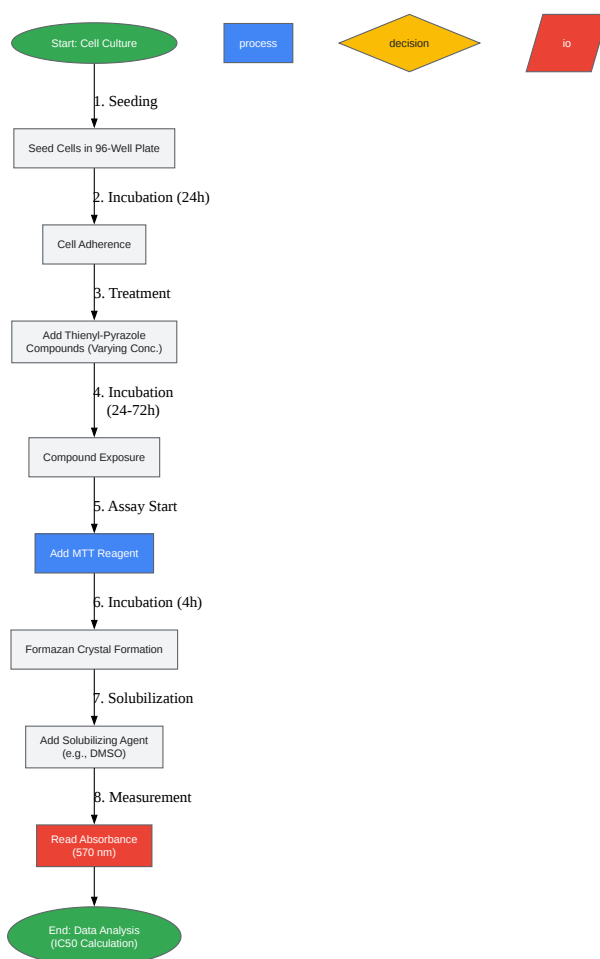 Start: Cell Culture
process
decision
io
1. Seeding
Seed Cells in 96-Well Plate
2. Incubation (24h)
Cell Adherence
3. Treatment
Add Thienyl-Pyrazole
Compounds (Varying Conc.)
4. Incubation
(24-72h)
Compound Exposure
5. Assay Start
Add MTT Reagent
6. Incubation (4h)
Formazan Crystal Formation
7. Solubilization
Add Solubilizing Agent
(e.g., DMSO)
8. Measurement
Read Absorbance
(570 nm)
End: Data Analysis
(IC50 Calculation)